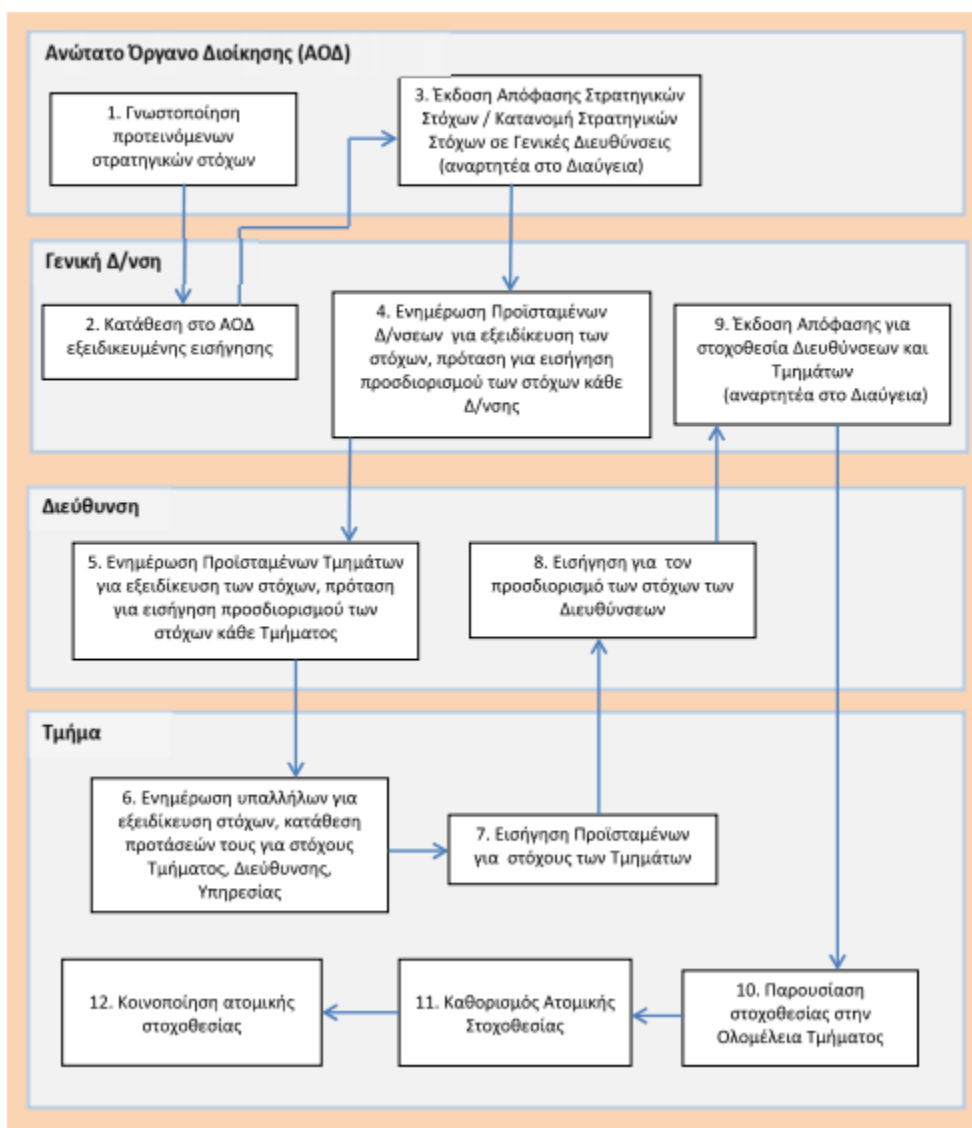 Ανώτατο Όργανο Διοίκησης (ΑΟΔ)
1. Γνωστοποίηση
προτεινόμενων
στρατηγικών στόχων
3. Έκδοση Απόφασης Στρατηγικών
Στόχων / Κατανομή Στρατηγικών
Στόχων σε Γενικές Διευθύνσεις
(αναρτητέα στο Διαύγεια)
Γενική Δ/νση
2. Κατάθεση στο ΑΟΔ
εξειδικευμένης εισήγησης
4. Ενημέρωση Προϊσταμένων
Δ/νσεων για εξειδίκευση των
στόχων, πρόταση για εισήγηση
προσδιορισμού των στόχων κάθε
Δ/νσης
9. Έκδοση Απόφασης για
στοχοθεσία Διευθύνσεων και
Τμημάτων
(αναρτητέα στο Διαύγεια)
Διεύθυνση
5. Ενημέρωση Προϊσταμένων Τμημάτων
για εξειδίκευση των στόχων, πρόταση
για εισήγηση προσδιορισμού των
στόχων κάθε Τμήματος
8. Εισήγηση για τον
προσδιορισμό των στόχων των
Διευθύνσεων
Τμήμα
6. Ενημέρωση υπαλλήλων για
εξειδίκευση στόχων, κατάθεση
προτάσεών τους για στόχους
Τμήματος, Διεύθυνσης,
Υπηρεσίας
7. Εισήγηση Προϊσταμένων
για στόχους των Τμημάτων
12. Κοινοποίηση ατομικής
στοχοθεσίας
11. Καθορισμός Ατομικής
Στοχοθεσίας
10. Παρουσίαση
στοχοθεσίας στην
Ολομέλεια Τμήματος